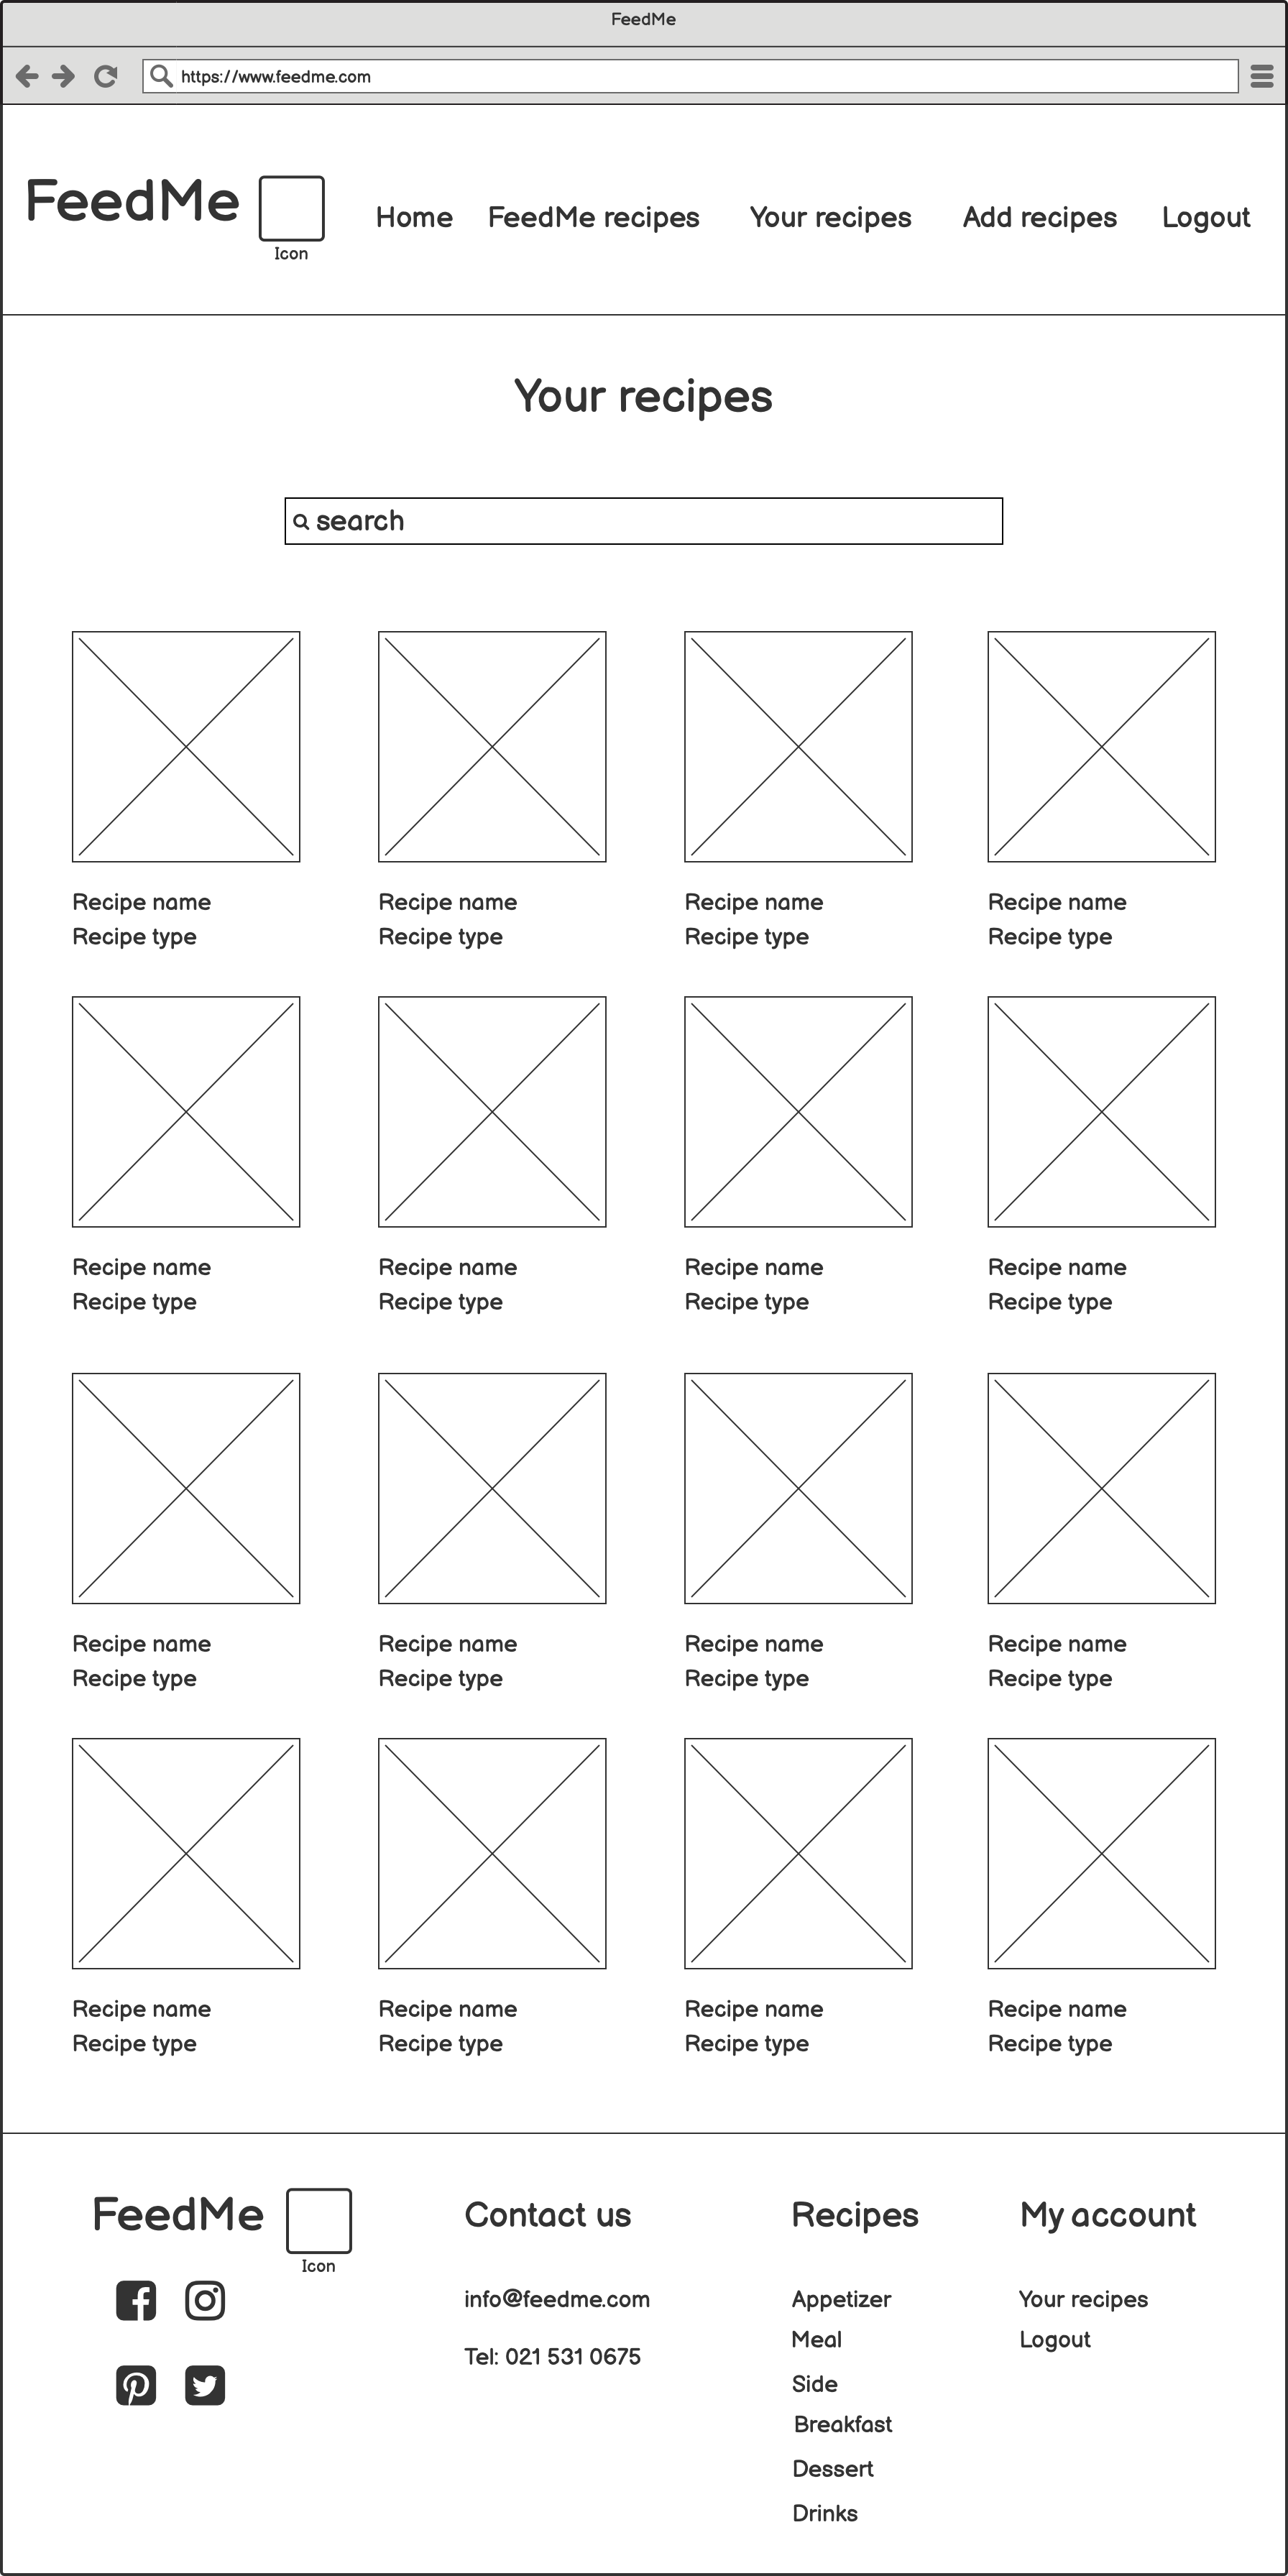 FeedMe
https://www.feedme.com
FeedMe
Icon
Home FeedMe recipes Your recipes Add recipes Logout
Your recipes
search
Recipe name Recipe name Recipe name Recipe name
Recipe type Recipe type Recipe type Recipe type
Recipe name Recipe name Recipe name Recipe name
Recipe type Recipe type Recipe type Recipe type
Recipe name Recipe name Recipe name Recipe name
Recipe type Recipe type Recipe type Recipe type
Recipe name Recipe name Recipe name Recipe name
Recipe type Recipe type Recipe type Recipe type
FeedMe
Icon
Contact us
info@feedme.com
Tel: 021 531 0675
Recipes
Appetizer
Meal
Side
Breakfast
Dessert
Drinks
My account
Your recipes
Logout